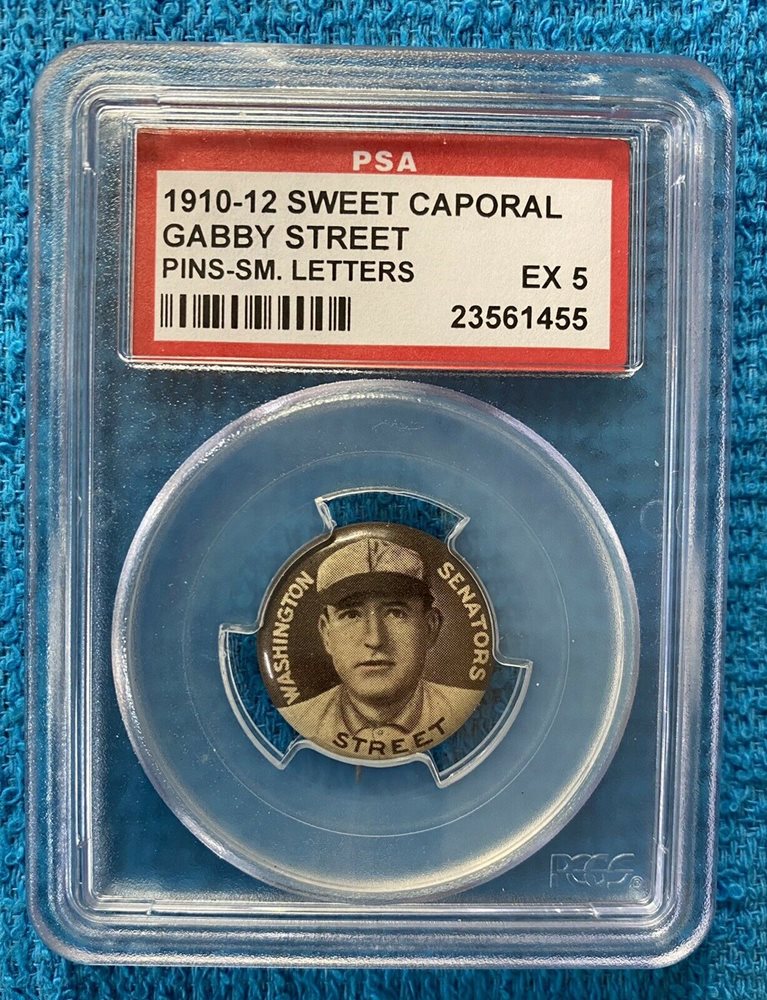 PSA
1910-12 SWEET CAPORAL
GABBY STREET
PINS-SM. LETTERS
EX 5
23561455
WASHINGTON
SENATORS
STREET
PCGS®